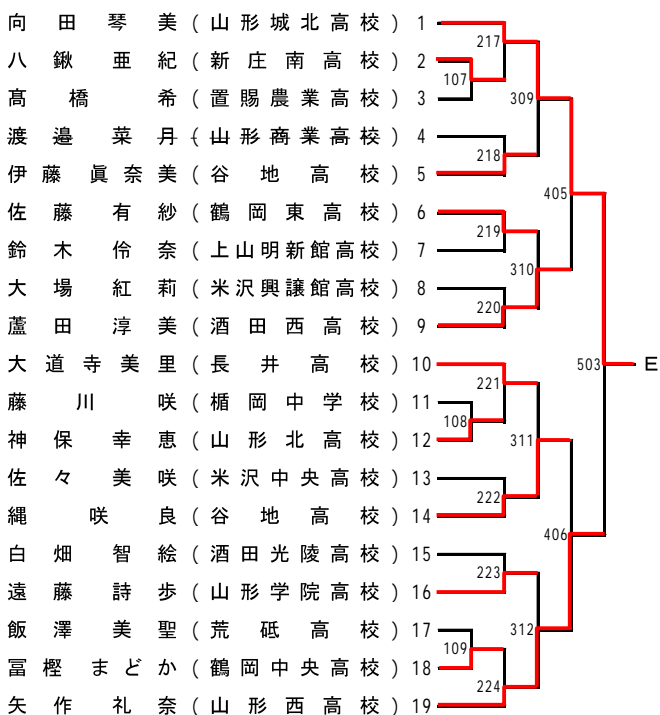 向田琴美(山形城北高校) 1
八鍬亜紀(新庄南高校) 2
髙橋希(置賜農業高校) 3
渡邉菜月(山形商業高校) 4
伊藤眞奈美(谷地高校) 5
佐藤有紗(鶴岡東高校) 6
鈴木伶奈(上山明新館高校) 7
大場紅莉(米沢興譲館高校) 8
蘆田淳美(酒田西高校) 9
大道寺美里(長井高校) 10
藤川咲(楯岡中学校) 11
神保幸恵(山形北高校) 12
佐々美咲(米沢中央高校) 13
縄咲良(谷地高校) 14
白畑智絵(酒田光陵高校) 15
遠藤詩歩(山形学院高校) 16
飯澤美聖(荒砥高校) 17
冨樫まどか(鶴岡中央高校) 18
矢作礼奈(山形西高校) 19
107
108
109
217
218
219
220
221
222
223
224
309
310
311
312
405
406
503
E